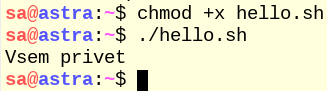 sa@astra:~$ chmod +x hello.sh
sa@astra:~$ ./hello.sh
Vsem privet
sa@astra:~$